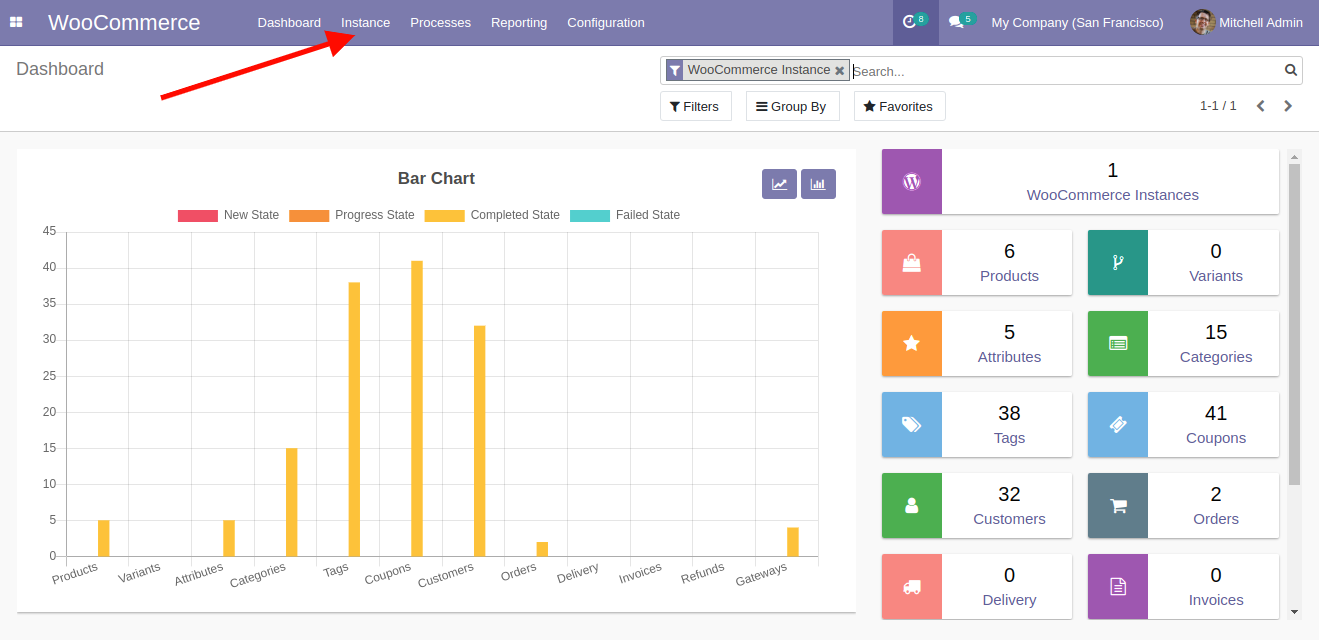 WooCommerce Dashboard Instance Processes Reporting Configuration 8 5 My Company (San Francisco) Mitchell Admin
Dashboard
WooCommerce Instance × Search...
Filters Group By Favorites 1-1 / 1
Bar Chart
New State Progress State Completed State Failed State
45
40
35
30
25
20
15
10
5
0
Products Variants Attributes Categories Tags Coupons Customers Orders Delivery Invoices Refunds Gateways
1
WooCommerce Instances
6
Products
0
Variants
5
Attributes
15
Categories
38
Tags
41
Coupons
32
Customers
2
Orders
0
Delivery
0
Invoices